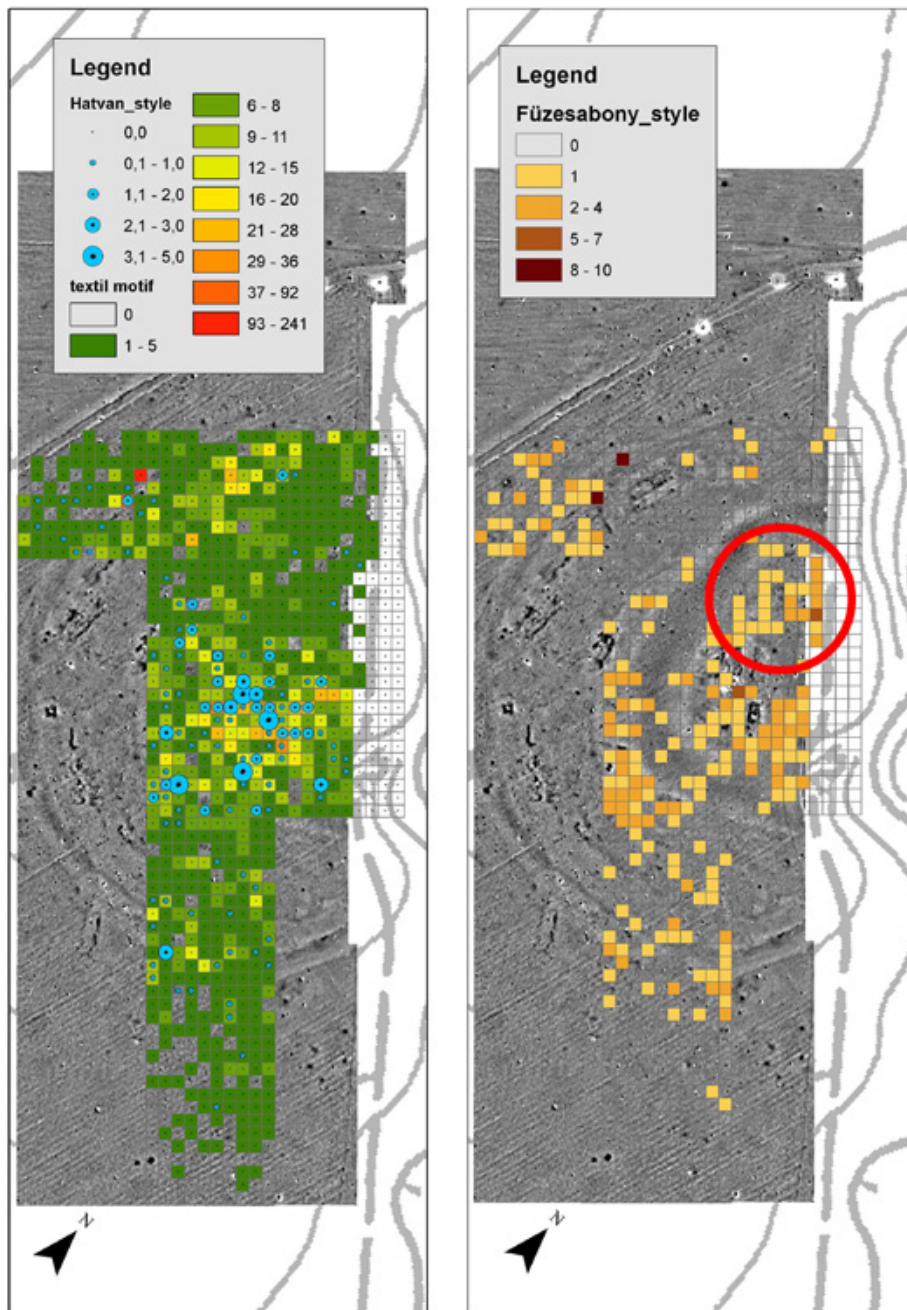 Legend
Hatvan_style
0,0
0,1 - 1,0
1,1 - 2,0
2,1 - 3,0
3,1 - 5,0
textil motif
0
1 - 5
6 - 8
9 - 11
12 - 15
16 - 20
21 - 28
29 - 36
37 - 92
93 - 241
N
Legend
Füzesabony_style
0
1
2 - 4
5 - 7
8 - 10
N